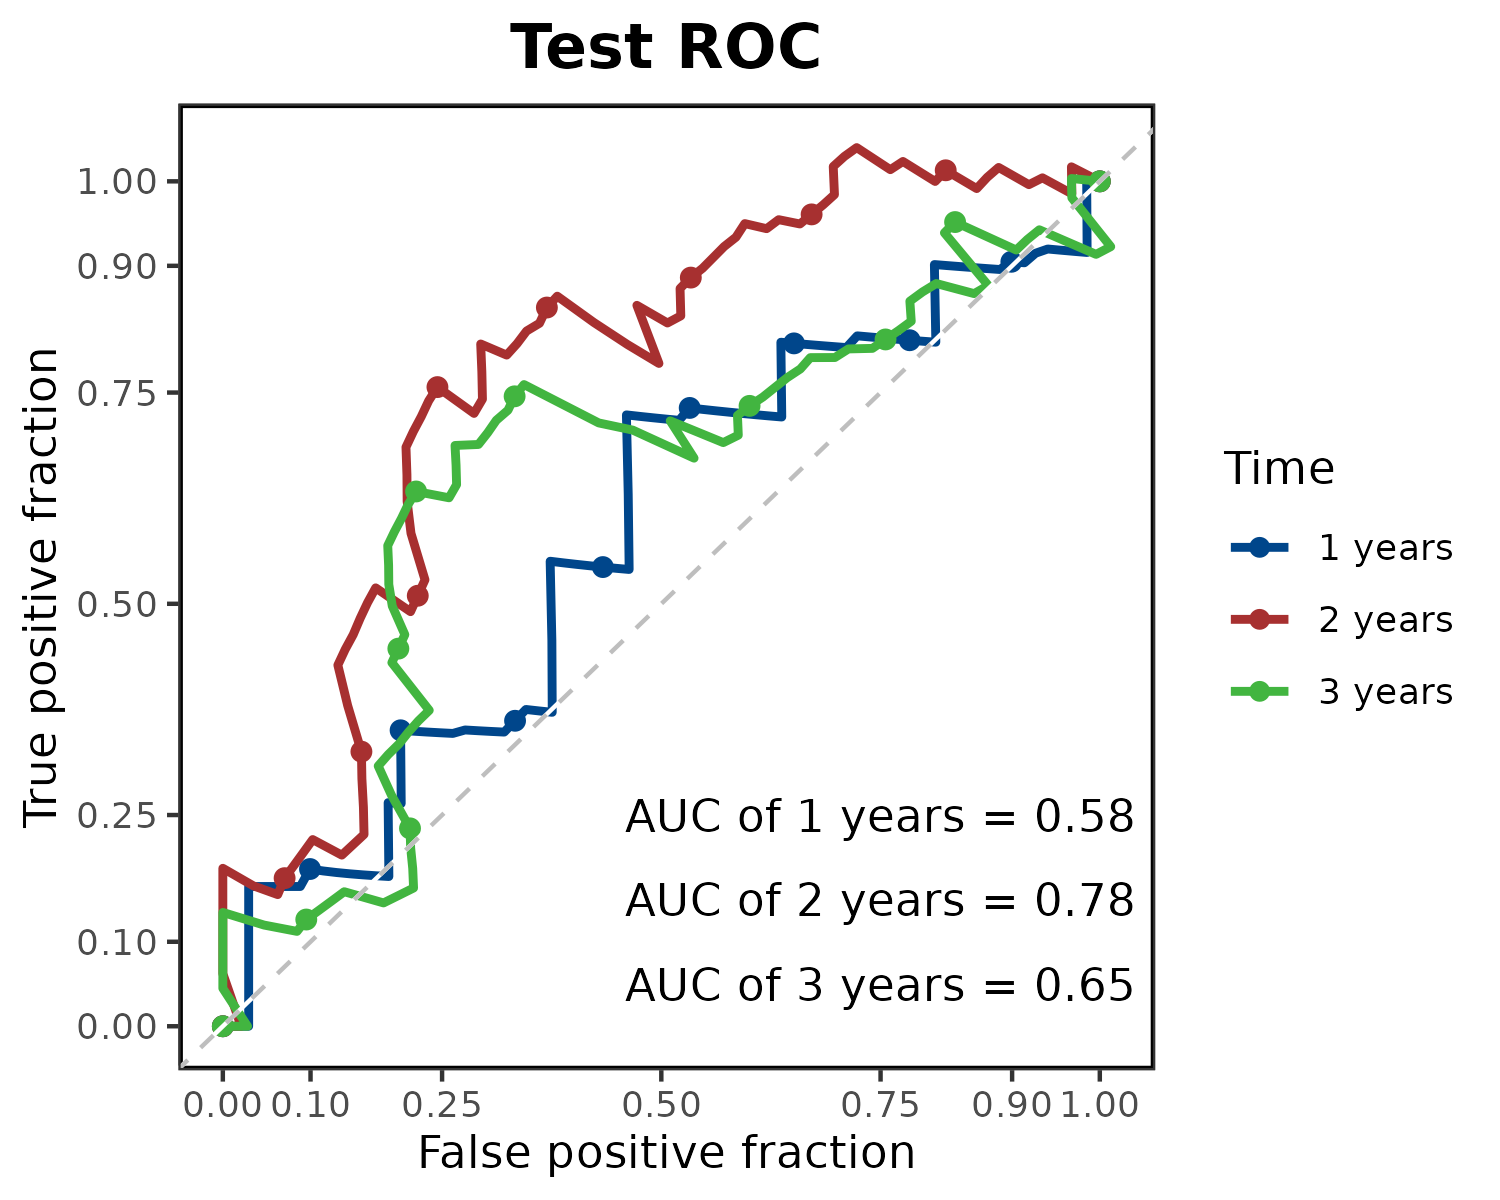 Test ROC
True positive fraction
1.00
0.90
0.75
0.50
0.25
0.10
0.00
AUC of 1 years = 0.58
AUC of 2 years = 0.78
AUC of 3 years = 0.65
0.00 0.10 0.25 0.50 0.75 0.90 1.00
False positive fraction
Time
1 years
2 years
3 years